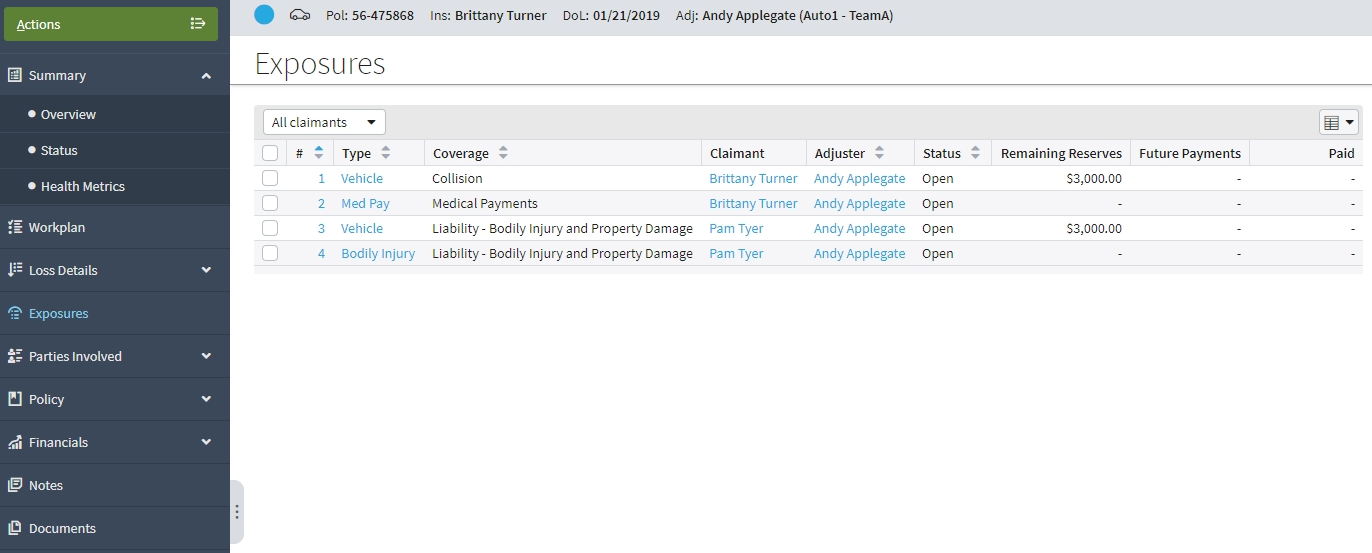 Actions
Pol: 56-475868 Ins: Brittany Turner DoL: 01/21/2019 Adj: Andy Applegate (Auto1 - TeamA)
Summary
Overview
Status
Health Metrics
Workplan
Loss Details
Exposures
Parties Involved
Policy
Financials
Notes
Documents
Exposures
All claimants
# Type Coverage Claimant Adjuster Status Remaining Reserves Future Payments Paid
1 Vehicle Collision Brittany Turner Andy Applegate Open $3,000.00 - -
2 Med Pay Medical Payments Brittany Turner Andy Applegate Open - - -
3 Vehicle Liability - Bodily Injury and Property Damage Pam Tyer Andy Applegate Open $3,000.00 - -
4 Bodily Injury Liability - Bodily Injury and Property Damage Pam Tyer Andy Applegate Open - - -